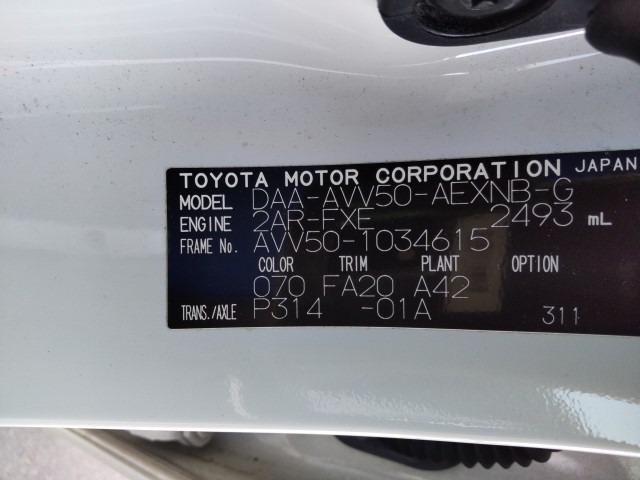 TOYOTA MOTOR CORPORATION JAPAN
MODEL DAA-AVV50-AEXNB-G
ENGINE 2AR-FXE 2493 mL
FRAME No. AVV50-1034615
COLOR TRIM PLANT OPTION
070 FA20 A42
TRANS./AXLE P314 -01A 311